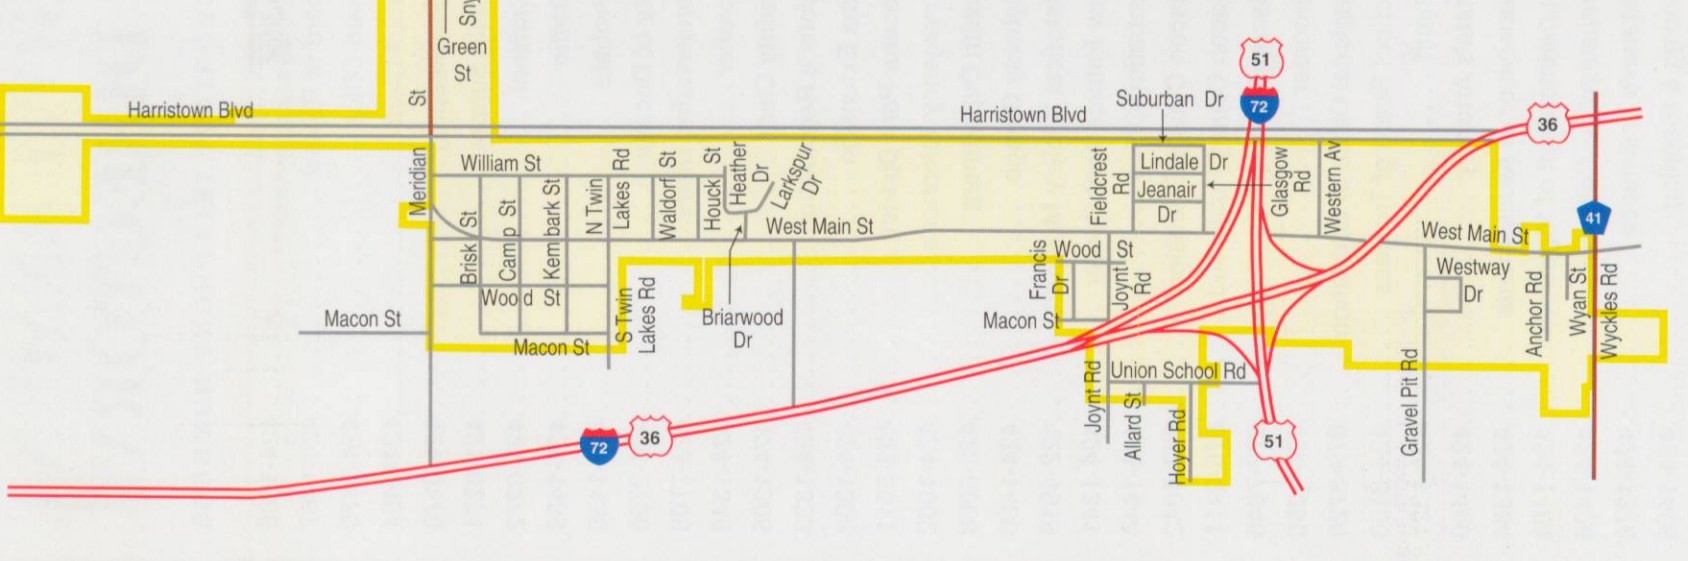 Sny
Green
St
51
72
36
Suburban Dr
Harristown Blvd
Harristown Blvd
Meridian St
William St
N Twin
Lakes Rd
Waldorf St
Houck St
Heather
Dr
Larkspur
Dr
Fieldcrest
Rd
Lindale Dr
Jeanair
Dr
Glasgow
Rd
Western Av
41
West Main St
West Main St
Brisk St
Camp St
Kembark St
Wood St
Francis
Dr
Wood St
Joynt
Rd
Westway
Dr
Anchor Rd
Wyan St
Wyckles Rd
Macon St
Macon St
S Twin
Lakes Rd
Briarwood
Dr
Macon St
Joynt Rd
Union School Rd
Allard St
Hoyer Rd
Gravel Pit Rd
72
36
51